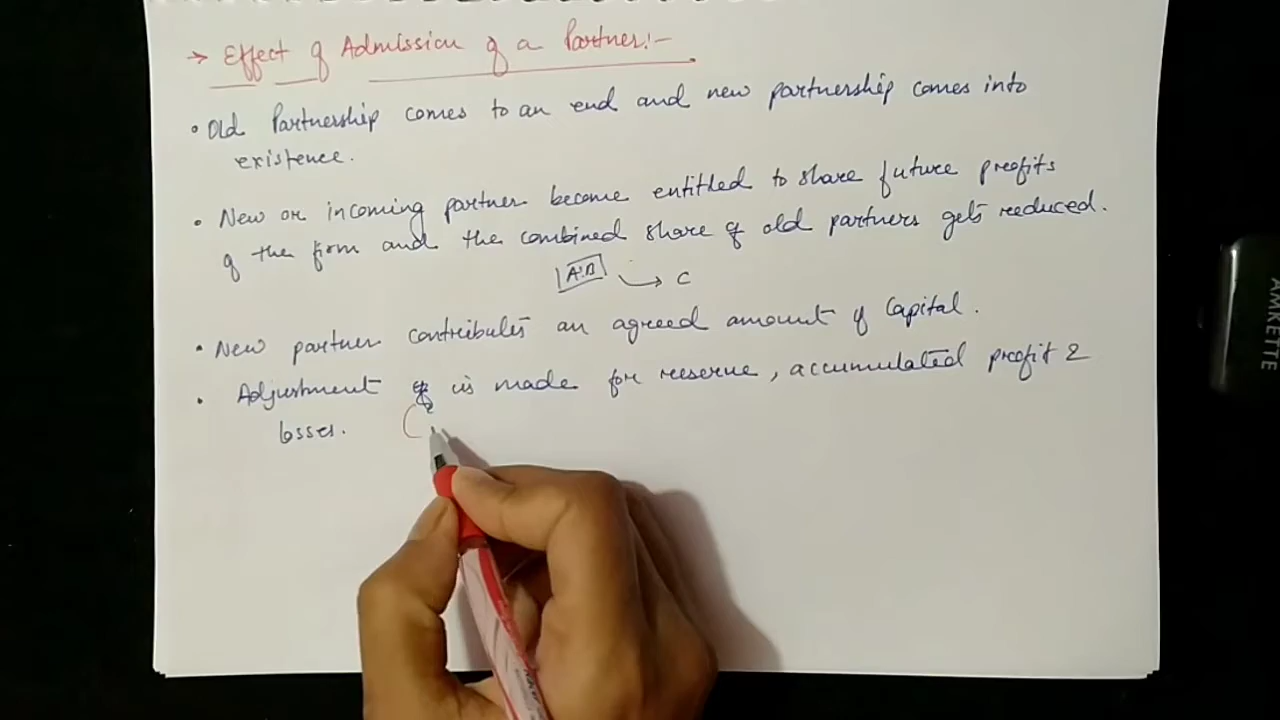 → Effect of Admission of a Partner:-
• Old Partnership comes to an end and new partnership comes into
existence.
• New or incoming partner become entitled to share future profits
of the firm and the combined share of old partners gets reduced.
A:B → C
• New partner contributes an agreed amount of Capital.
• Adjustment is made for reserve, accumulated profit &
losses. (
AMKETTE